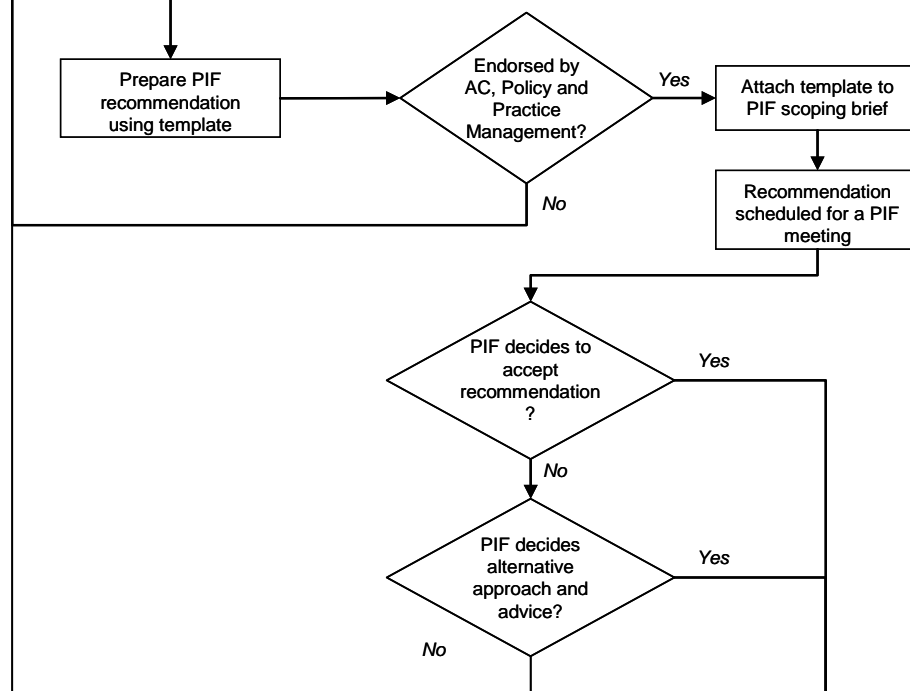 Prepare PIF
recommendation
using template
Endorsed by
AC, Policy and
Practice
Management?
Yes
Attach template to
PIF scoping brief
No
Recommendation
scheduled for a PIF
meeting
PIF decides to
accept
recommendation
?
Yes
No
PIF decides
alternative
approach and
advice?
Yes
No